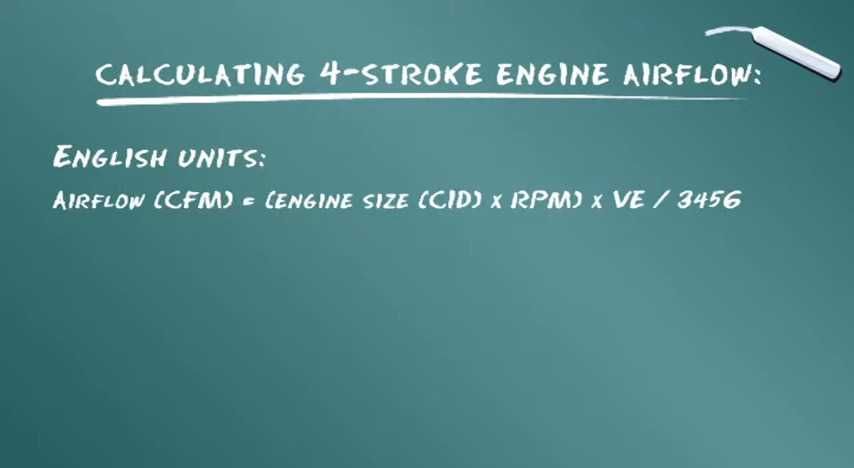 CALCULATING 4-STROKE ENGINE AIRFLOW:
ENGLISH UNITS:
AIRFLOW (CFM) = (ENGINE SIZE (CID) X RPM) X VE / 3456